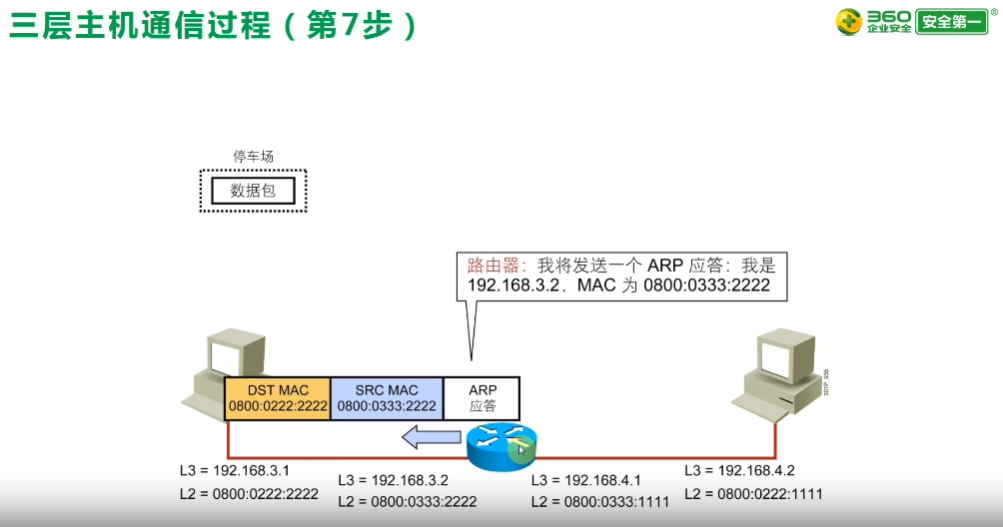 三层主机通信过程（第7步）
360
企业安全
安全第一
®
停车场
数据包
路由器：我将发送一个 ARP 应答：我是
192.168.3.2，MAC 为 0800:0333:2222
DST MAC
0800:0222:2222
SRC MAC
0800:0333:2222
ARP
应答
L3 = 192.168.3.1
L2 = 0800:0222:2222
L3 = 192.168.3.2
L2 = 0800:0333:2222
L3 = 192.168.4.1
L2 = 0800:0333:1111
L3 = 192.168.4.2
L2 = 0800:0222:1111